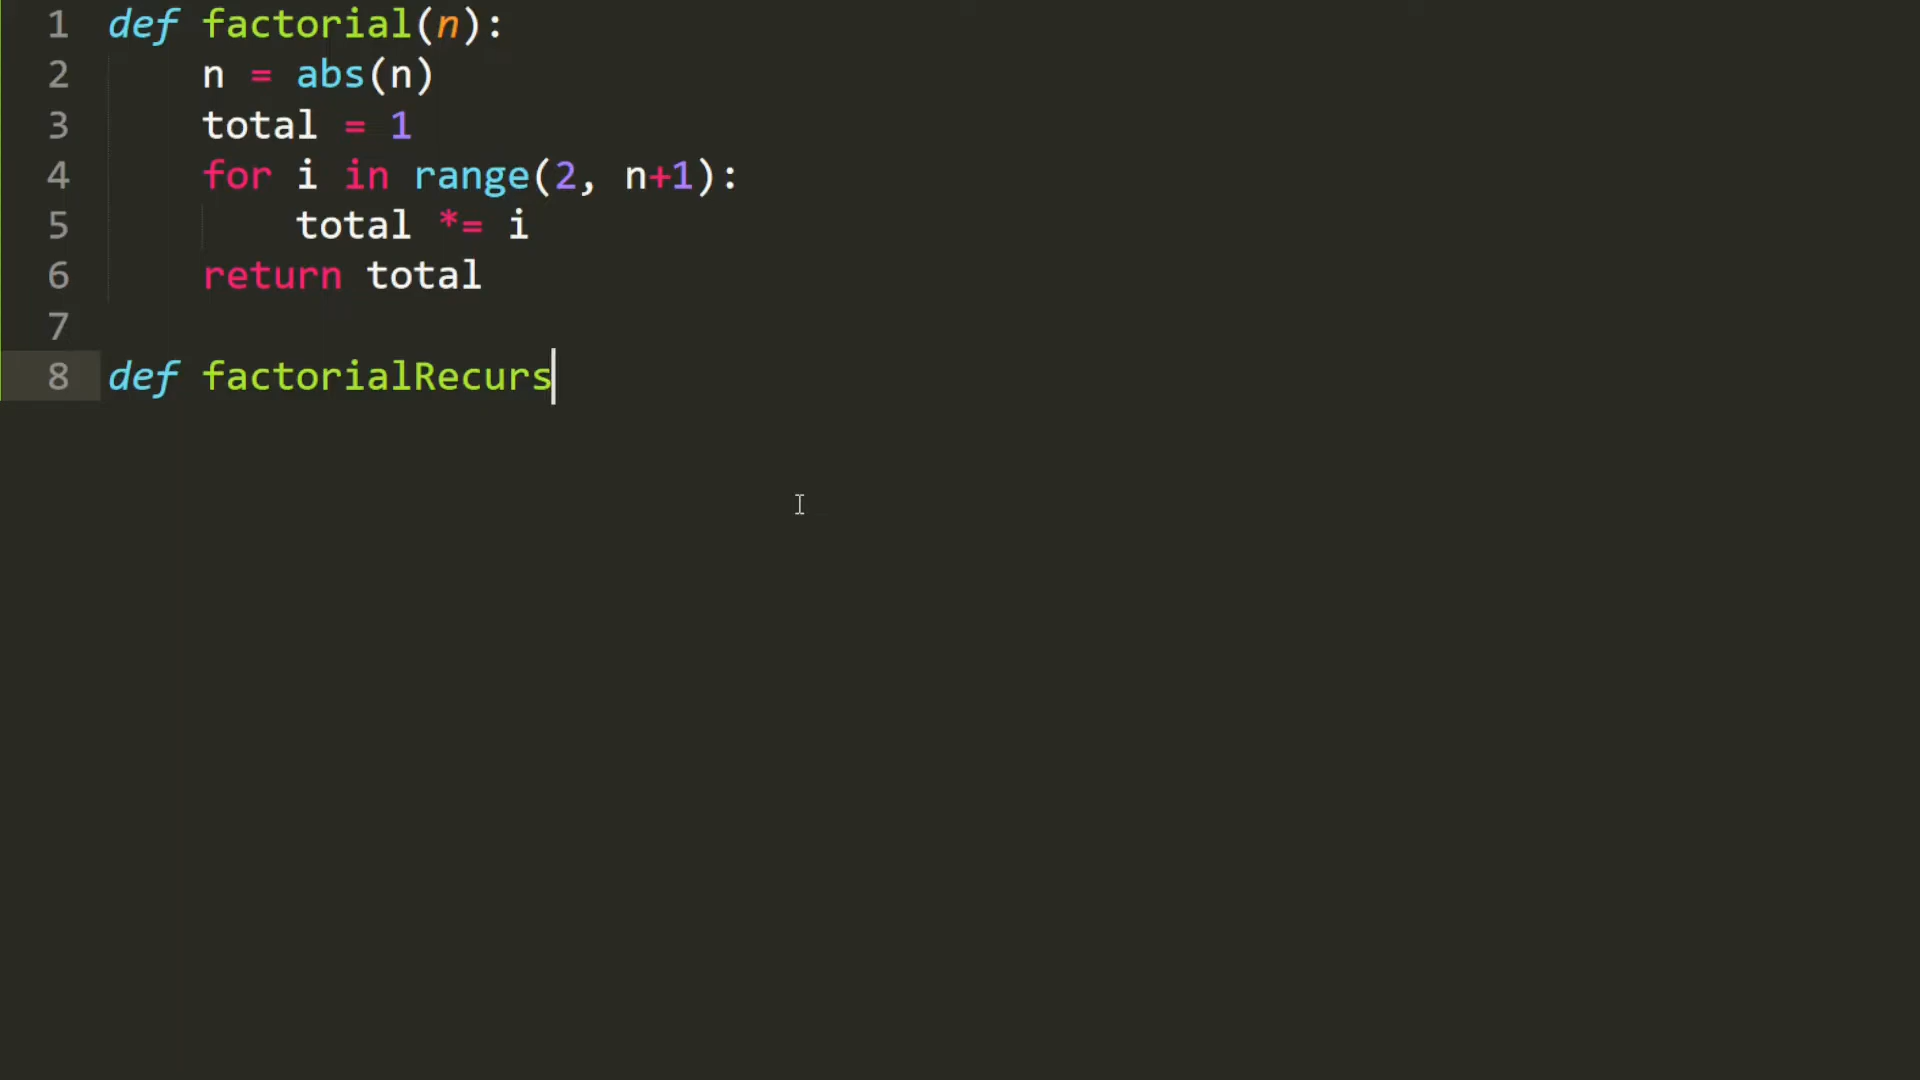 1 def factorial(n):
2     n = abs(n)
3     total = 1
4     for i in range(2, n+1):
5         total *= i
6     return total
7
8 def factorialRecurs